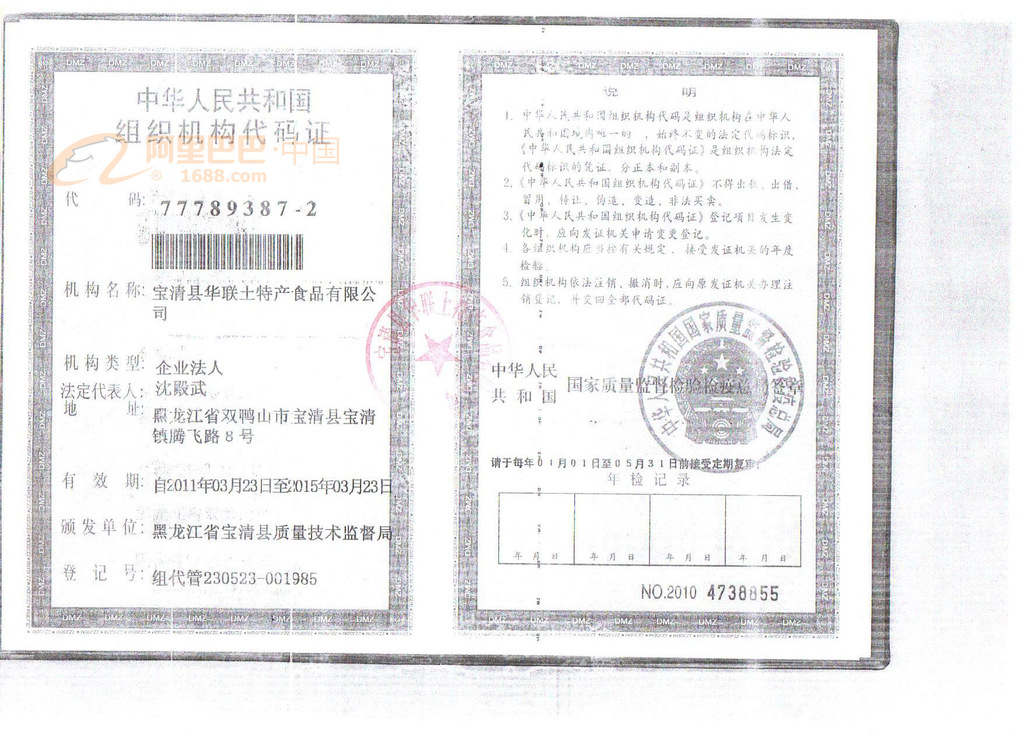 中华人民共和国
组织机构代码证
阿里巴巴·中国
®1688.com
代 码: 77789387-2
机构名称: 宝清县华联土特产食品有限公
司
机构类型: 企业法人
法定代表人: 沈殿武
地 址: 黑龙江省双鸭山市宝清县宝清
镇腾飞路8号
有 效 期: 自2011年03月23日至2015年03月23日
颁发单位: 黑龙江省宝清县质量技术监督局
登 记 号: 组代管230523-001985
说 明
1. 中华人民共和国组织机构代码是组织机构在中华人
民共和国境内唯一的、始终不变的法定代码标识,
《中华人民共和国组织机构代码证》是组织机构法定
代码标识的凭证,分正本和副本。
2.《中华人民共和国组织机构代码证》不得出租、出借、
冒用、转让、伪造、变造、非法买卖。
3.《中华人民共和国组织机构代码证》登记项目发生变
化时,应向发证机关申请变更登记。
4. 各组织机构应当按有关规定,接受发证机关的年度
检验。
5. 组织机构依法注销、撤消时,应向原发证机关办理注
销登记,并交回全部代码证。
中华人民
共和国 国家质量监督检验检疫总
中华人民共和国国家质量监督检验检疫总局
请于每年01月01日至05月31日前接受定期复审:
年检记录
年 月 日 年 月 日 年 月 日 年 月 日
NO.2010 4738855